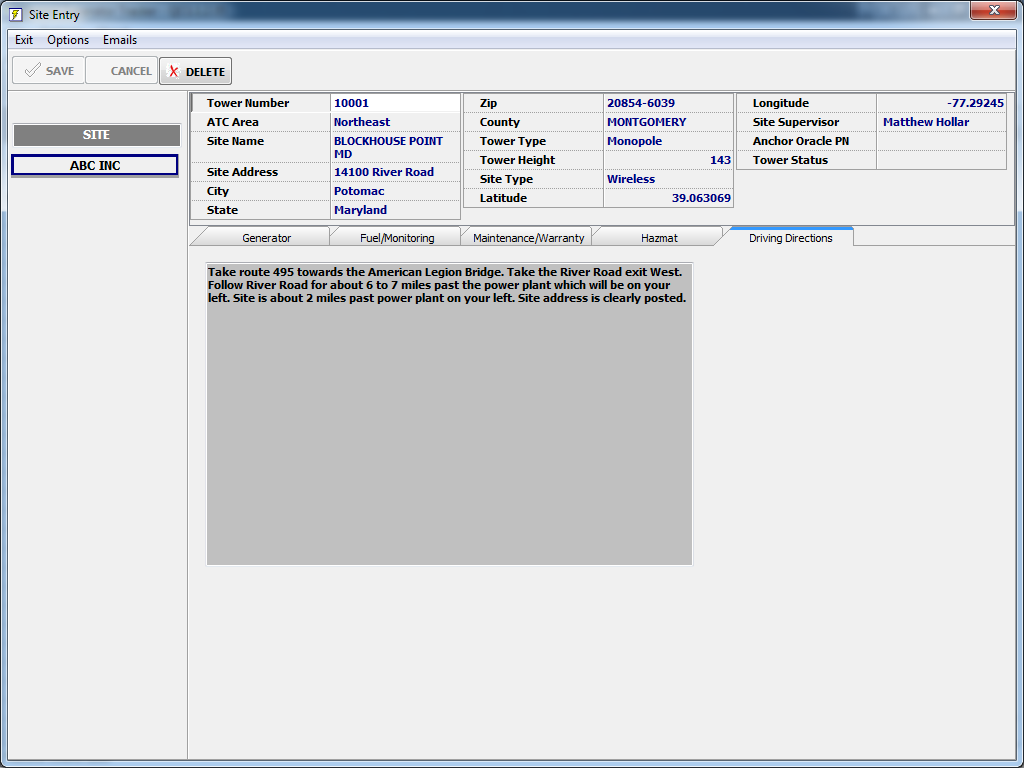 Site Entry
Exit Options Emails
SAVE CANCEL DELETE
SITE
ABC INC
Tower Number 10001
ATC Area Northeast
Site Name BLOCKHOUSE POINT
MD
Site Address 14100 River Road
City Potomac
State Maryland
Zip 20854-6039
County MONTGOMERY
Tower Type Monopole
Tower Height 143
Site Type Wireless
Latitude 39.063069
Longitude -77.29245
Site Supervisor Matthew Hollar
Anchor Oracle PN
Tower Status
Generator Fuel/Monitoring Maintenance/Warranty Hazmat Driving Directions
Take route 495 towards the American Legion Bridge. Take the River Road exit West.
Follow River Road for about 6 to 7 miles past the power plant which will be on your
left. Site is about 2 miles past power plant on your left. Site address is clearly posted.